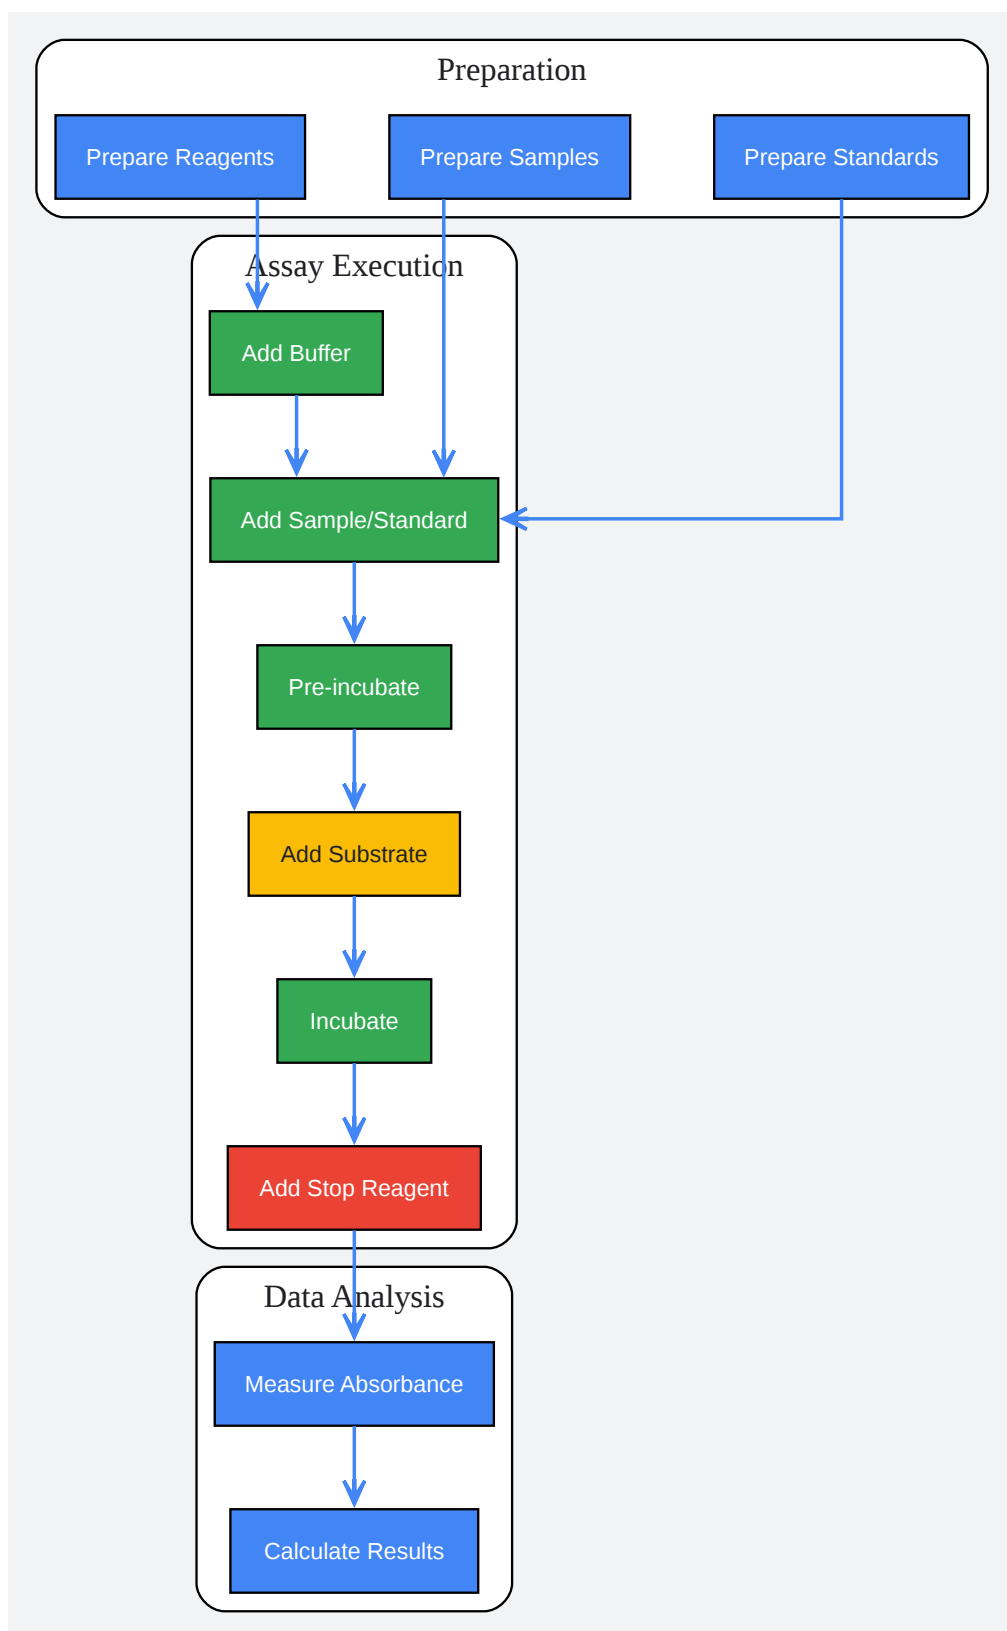 Preparation
Prepare Reagents
Prepare Samples
Prepare Standards
Assay Execution
Add Buffer
Add Sample/Standard
Pre-incubate
Add Substrate
Incubate
Add Stop Reagent
Data Analysis
Measure Absorbance
Calculate Results